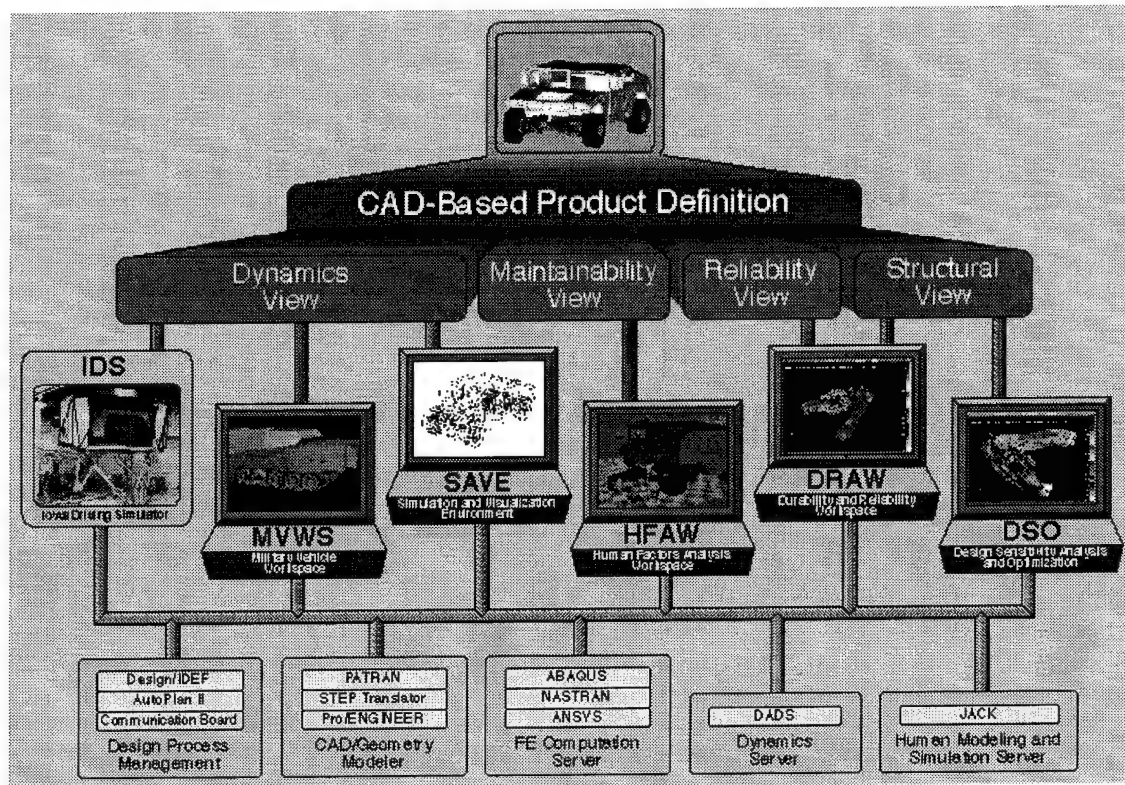 CAD-Based Product Definition
Dynamics
View
Maintainability
View
Reliability
View
Structural
View
IDS
Iowa Driving Simulator
MVWS
Military Vehicle
Workspace
SAVE
Simulation and Visualization
Environment
HFAW
Human Factors Analysis
Workspace
DRAW
Durability and Reliability
Workspace
DSO
Design Sensitivity Analysis
and Optimization
Design/IDEF
AutoPlan II
Communication Board
Design Process
Management
PATRAN
STEP Translator
Pro/ENGINEER
CAD/Geometry
Modeler
ABAQUS
NASTRAN
ANSYS
FE Computation
Server
DADS
Dynamics
Server
JACK
Human Modeling and
Simulation Server